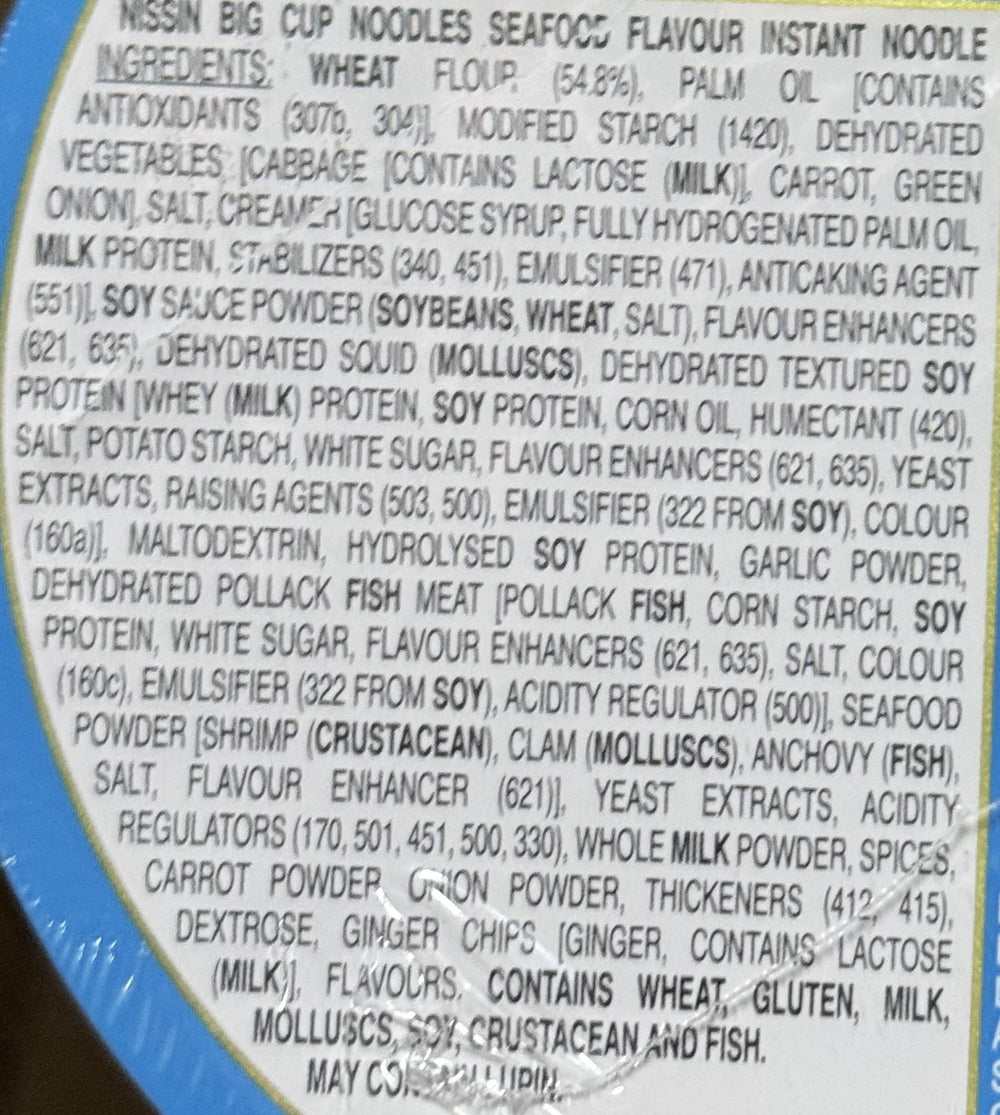 NISSIN BIG CUP NOODLES SEAFOOD FLAVOUR INSTANT NOODLE
INGREDIENTS: WHEAT FLOUR (54.8%), PALM OIL [CONTAINS
ANTIOXIDANTS (307b, 304)], MODIFIED STARCH (1420), DEHYDRATED
VEGETABLES [CABBAGE [CONTAINS LACTOSE (MILK)], CARROT, GREEN
ONION], SALT, CREAMER [GLUCOSE SYRUP, FULLY HYDROGENATED PALM OIL,
MILK PROTEIN, STABILIZERS (340, 451), EMULSIFIER (471), ANTICAKING AGENT
(551)], SOY SAUCE POWDER (SOYBEANS, WHEAT, SALT), FLAVOUR ENHANCERS
(621, 635), DEHYDRATED SQUID (MOLLUSCS), DEHYDRATED TEXTURED SOY
PROTEIN [WHEY (MILK) PROTEIN, SOY PROTEIN, CORN OIL, HUMECTANT (420),
SALT, POTATO STARCH, WHITE SUGAR, FLAVOUR ENHANCERS (621, 635), YEAST
EXTRACTS, RAISING AGENTS (503, 500), EMULSIFIER (322 FROM SOY), COLOUR
(160a)], MALTODEXTRIN, HYDROLYSED SOY PROTEIN, GARLIC POWDER,
DEHYDRATED POLLACK FISH MEAT [POLLACK FISH, CORN STARCH, SOY
PROTEIN, WHITE SUGAR, FLAVOUR ENHANCERS (621, 635), SALT, COLOUR
(160c), EMULSIFIER (322 FROM SOY), ACIDITY REGULATOR (500)], SEAFOOD
POWDER [SHRIMP (CRUSTACEAN), CLAM (MOLLUSCS), ANCHOVY (FISH),
SALT, FLAVOUR ENHANCER (621)], YEAST EXTRACTS, ACIDITY
REGULATORS (170, 501, 451, 500, 330), WHOLE MILK POWDER, SPICES,
CARROT POWDER, ONION POWDER, THICKENERS (412, 415),
DEXTROSE, GINGER CHIPS [GINGER, CONTAINS LACTOSE
(MILK)], FLAVOURS. CONTAINS WHEAT, GLUTEN, MILK,
MOLLUSCS, SOY, CRUSTACEAN AND FISH.
MAY LUPIN.